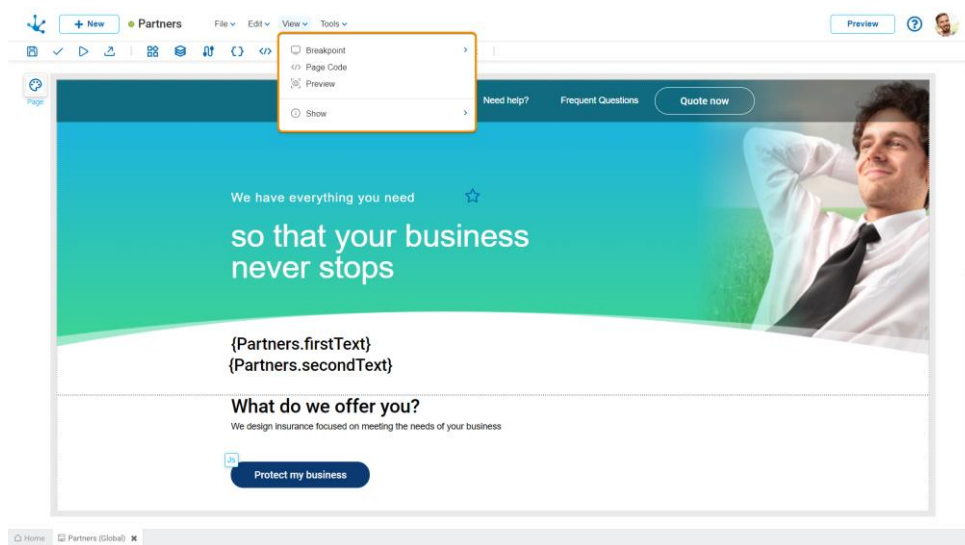 + New
Partners
File
Edit
View
Tools
Preview
?
</>
Breakpoint
</> Page Code
Preview
Show
Page
Need help?
Frequent Questions
Quote now
We have everything you need
so that your business
never stops
{Partners.firstText}
{Partners.secondText}
What do we offer you?
We design insurance focused on meeting the needs of your business
Js
Protect my business
Home
Partners (Global)